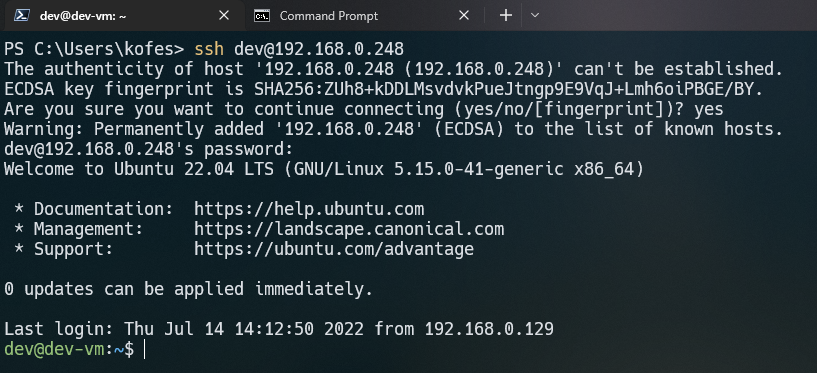 dev@dev-vm: ~
Command Prompt
PS C:\Users\kofes> ssh dev@192.168.0.248
The authenticity of host '192.168.0.248 (192.168.0.248)' can't be established.
ECDSA key fingerprint is SHA256:ZUh8+kDDLMsvdvkPueJtngp9E9VqJ+Lmh6oiPBGE/BY.
Are you sure you want to continue connecting (yes/no/[fingerprint])? yes
Warning: Permanently added '192.168.0.248' (ECDSA) to the list of known hosts.
dev@192.168.0.248's password:
Welcome to Ubuntu 22.04 LTS (GNU/Linux 5.15.0-41-generic x86_64)
* Documentation:  https://help.ubuntu.com
* Management:     https://landscape.canonical.com
* Support:        https://ubuntu.com/advantage
0 updates can be applied immediately.
Last login: Thu Jul 14 14:12:50 2022 from 192.168.0.129
dev@dev-vm:~$